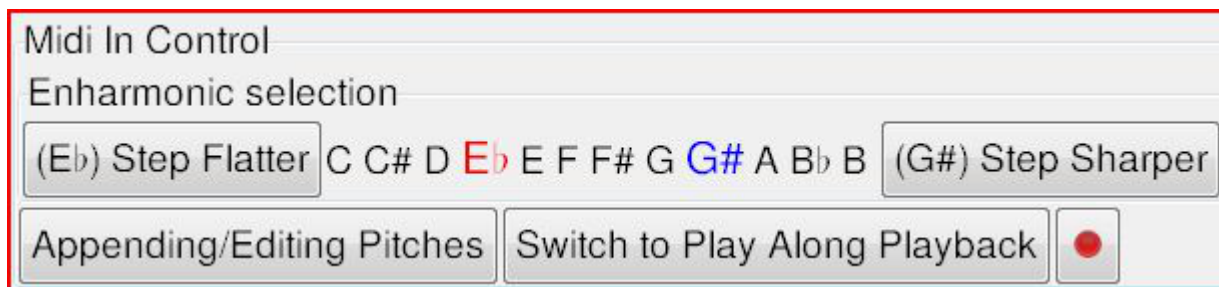 Midi In Control
Enharmonic selection
(E♭) Step Flatter C C# D E♭ E F F# G G# A B♭ B (G#) Step Sharper
Appending/Editing Pitches Switch to Play Along Playback